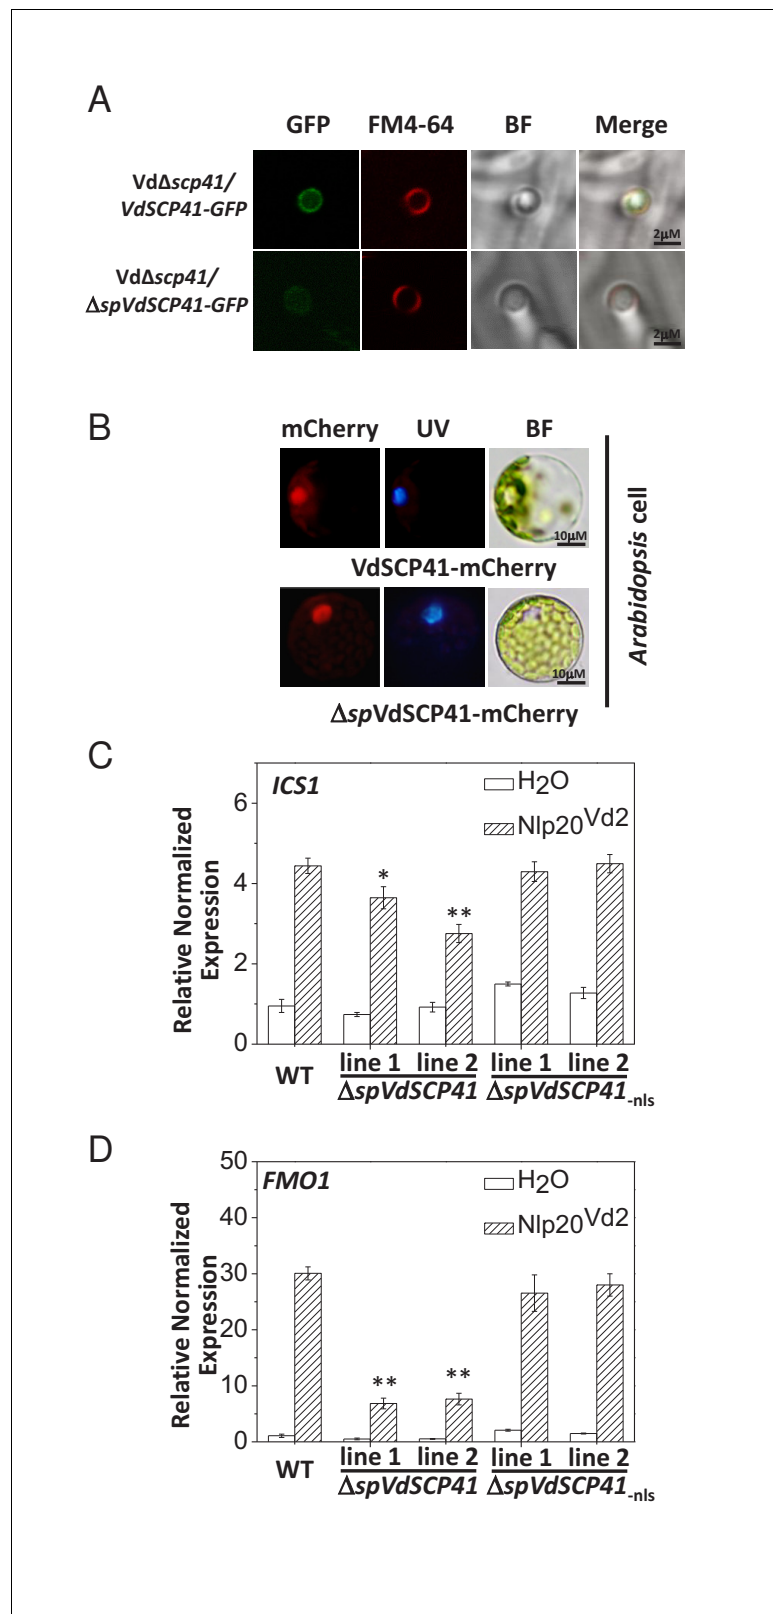 A
GFP FM4-64 BF Merge
VdΔscp41/
VdSCP41-GFP
2µM
VdΔscp41/
ΔspVdSCP41-GFP
2µM
B
mCherry UV BF
10µM
VdSCP41-mCherry
10µM
ΔspVdSCP41-mCherry
Arabidopsis cell
C
ICS1
H2O
Nlp20Vd2
Relative Normalized
Expression
6
4
2
0
* **
WT
line 1 line 2 line 1 line 2
ΔspVdSCP41 ΔspVdSCP41-nls
D
FMO1
H2O
Nlp20Vd2
Relative Normalized
Expression
50
40
30
20
10
0
** **
WT
line 1 line 2 line 1 line 2
ΔspVdSCP41 ΔspVdSCP41-nls